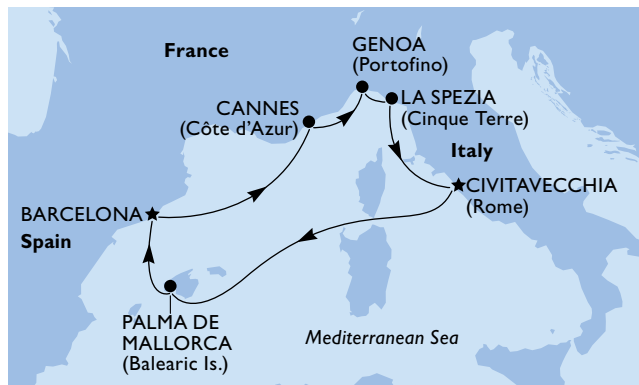 France
GENOA
(Portofino)
CANNES
(Côte d'Azur)
LA SPEZIA
(Cinque Terre)
Italy
CIVITAVECCHIA
(Rome)
BARCELONA
Spain
PALMA DE
MALLORCA
(Balearic Is.)
Mediterranean Sea